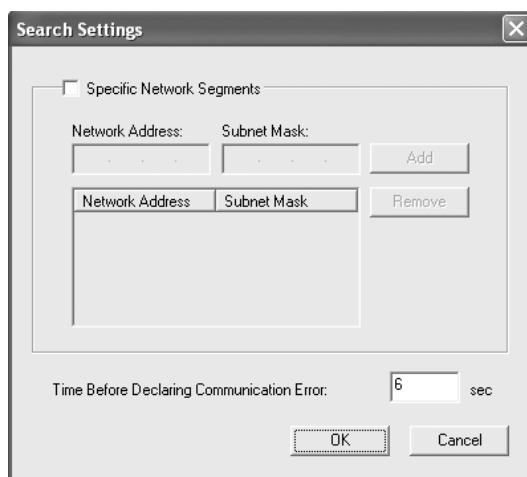 Search Settings
Specific Network Segments
Network Address: Subnet Mask:
Add
Network Address Subnet Mask
Remove
Time Before Declaring Communication Error: 6 sec
OK Cancel